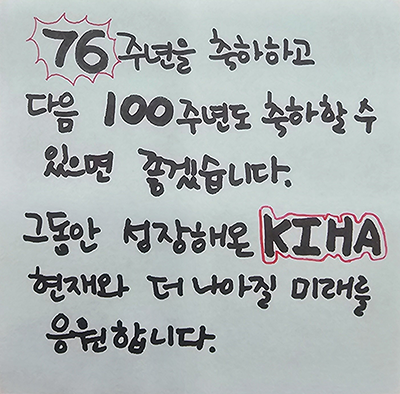 76주년을 축하하고
다음 100주년도 축하할 수
있으면 좋겠습니다.
그동안 성장해온 KIHA
현재와 더 나아질 미래를
응원합니다.